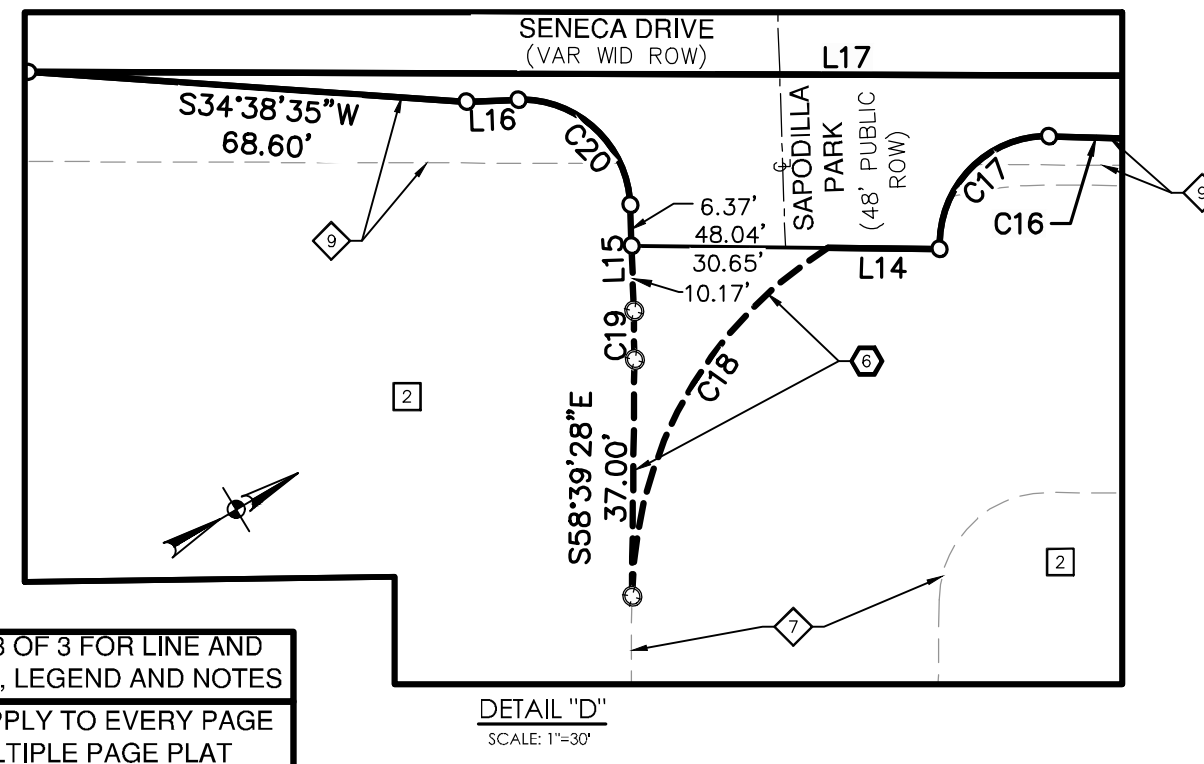 SENECA DRIVE
(VAR WID ROW)
L17
S34°38'35"W
68.60'
L16
C20
SAPODILLA
PARK
(48' PUBLIC
ROW)
C17
C16
9
9
6.37'
48.04'
30.65'
10.17'
L15
L14
C19
C18
6
2
S58°39'28"E
37.00'
2
7
3 OF 3 FOR LINE AND
, LEGEND AND NOTES
PPLY TO EVERY PAGE
LTIPLE PAGE PLAT
DETAIL "D"
SCALE: 1"=30'